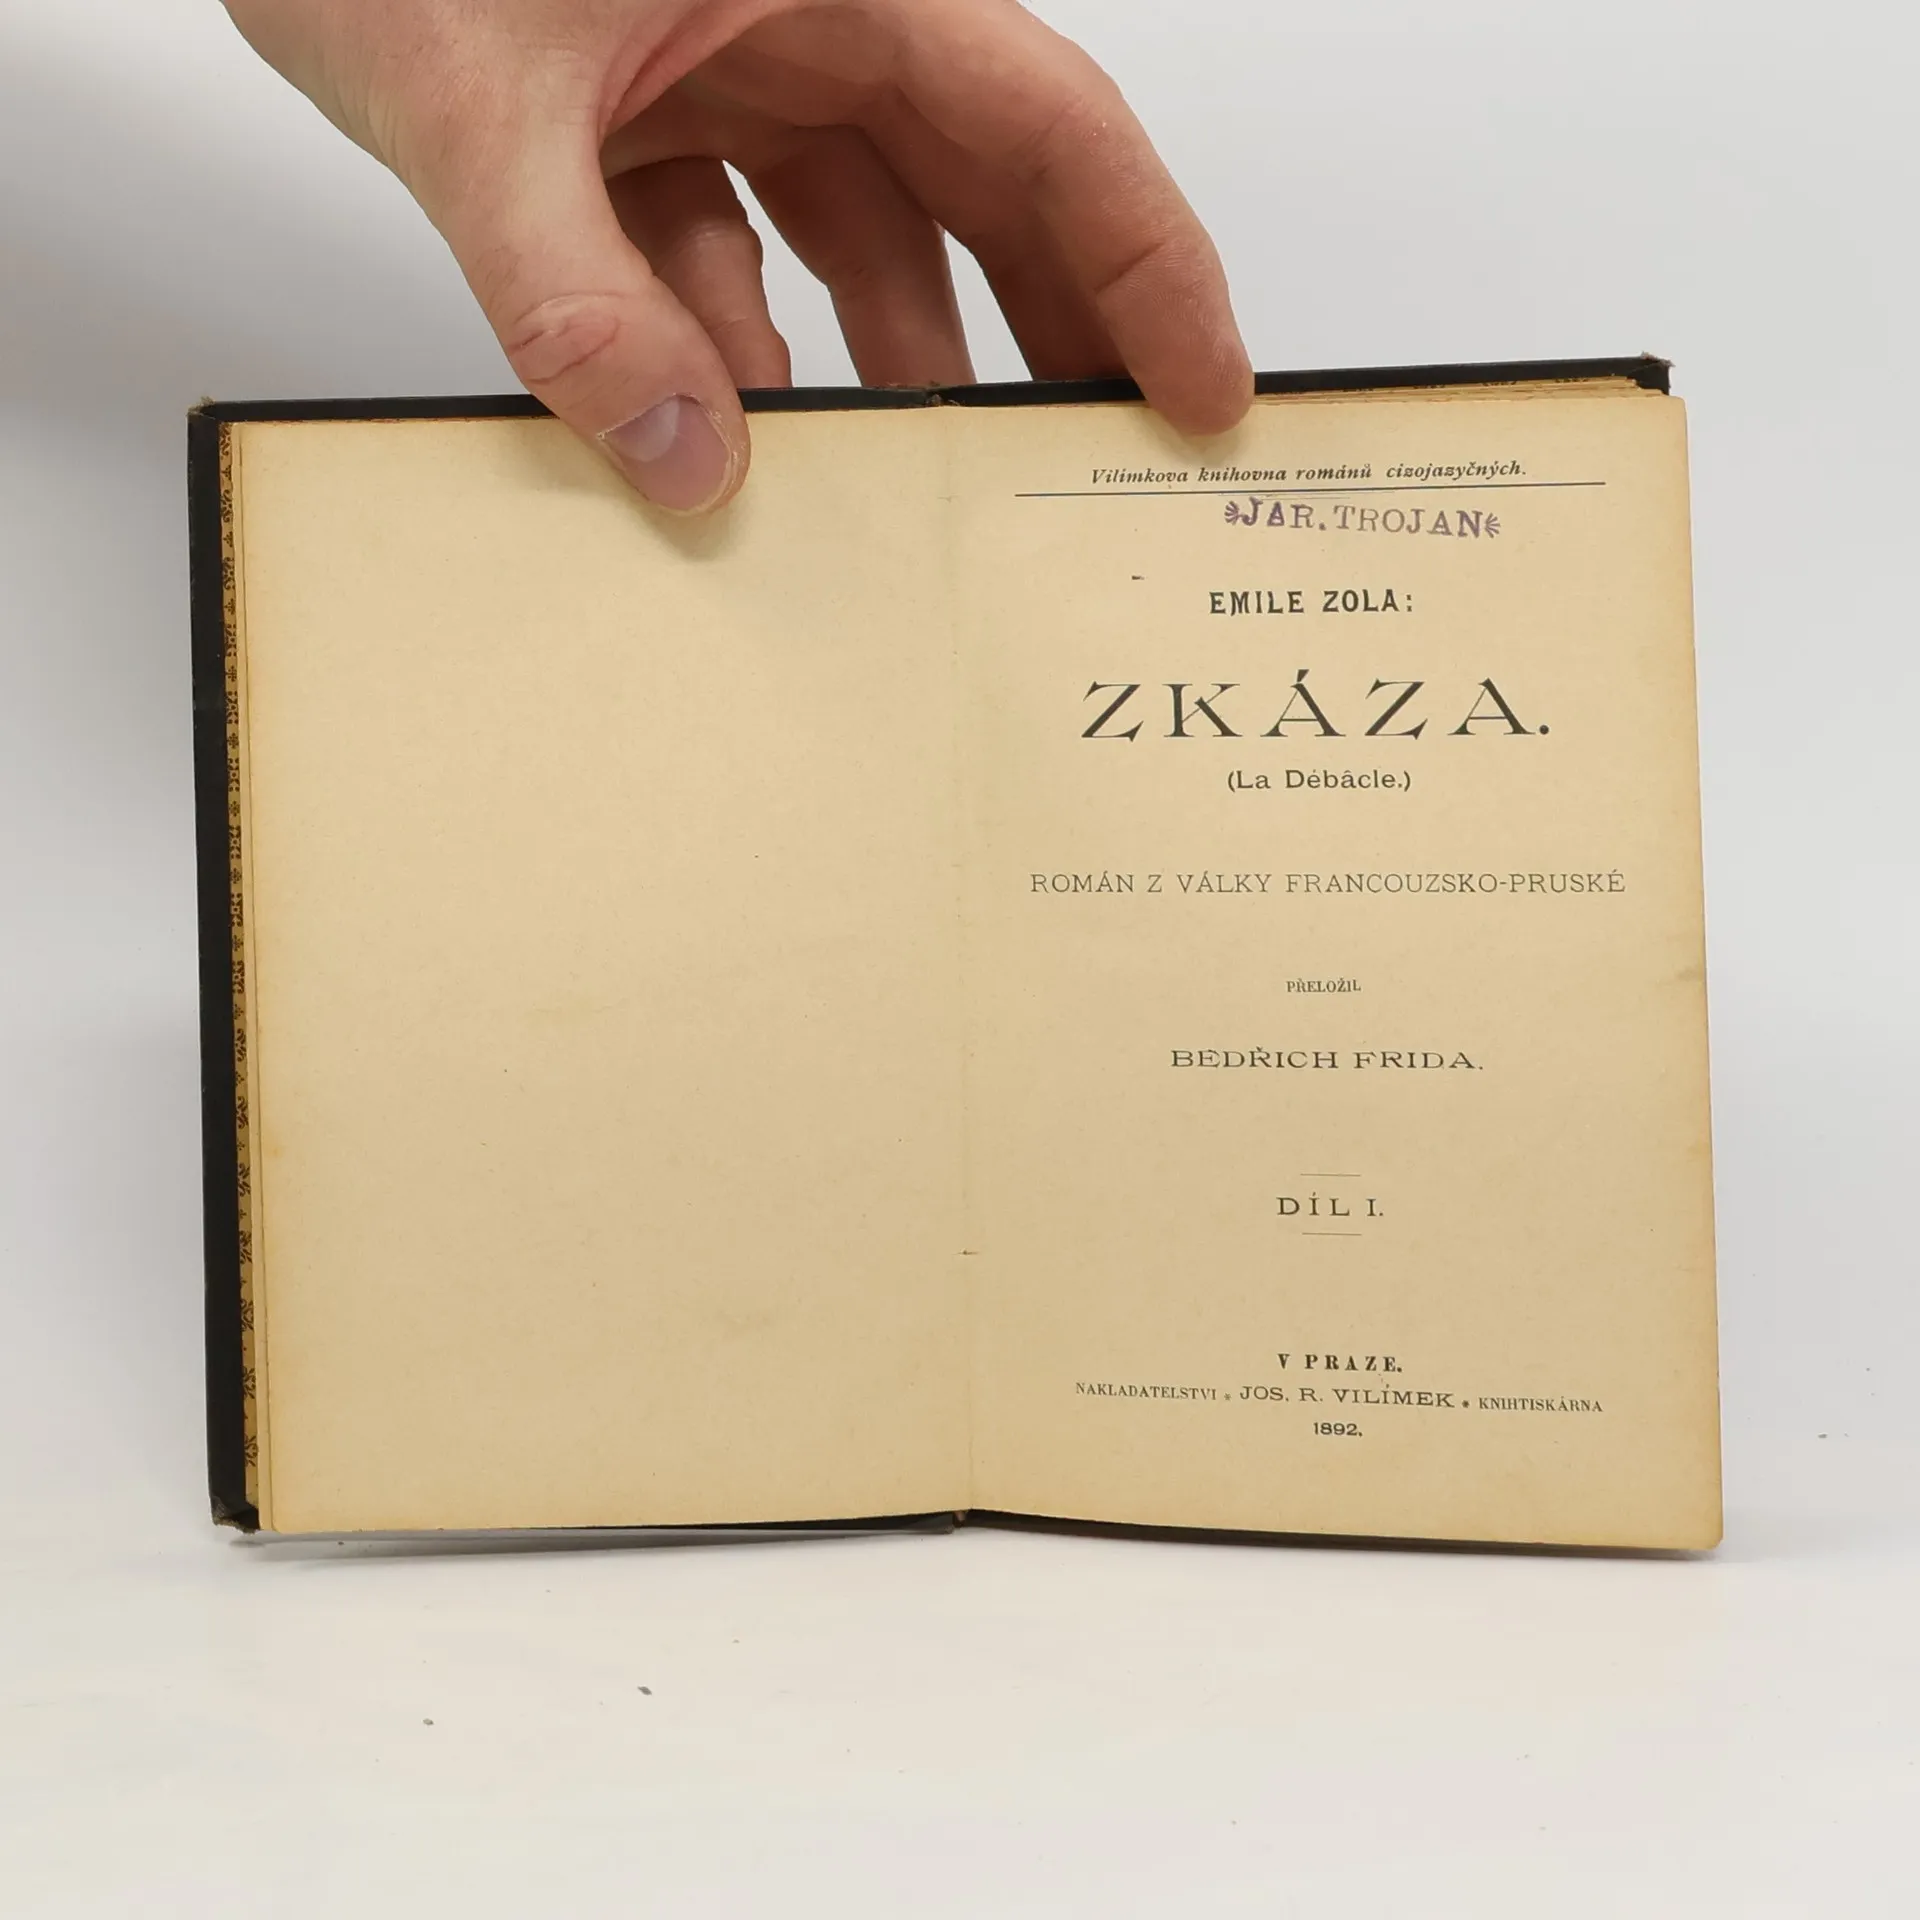 Vilímkova knihovna románů cizojazyčných.
JAR. TROJAN
EMILE ZOLA:
ZKÁZA.
(La Débâcle.)
ROMÁN Z VÁLKY FRANCOUZSKO-PRUSKÉ
PŘELOŽIL
BEDŘICH FRIDA.
DÍL I.
V PRAZE.
NAKLADATELSTVI * JOS. R. VILÍMEK * KNIHTISKÁRNA
1892.